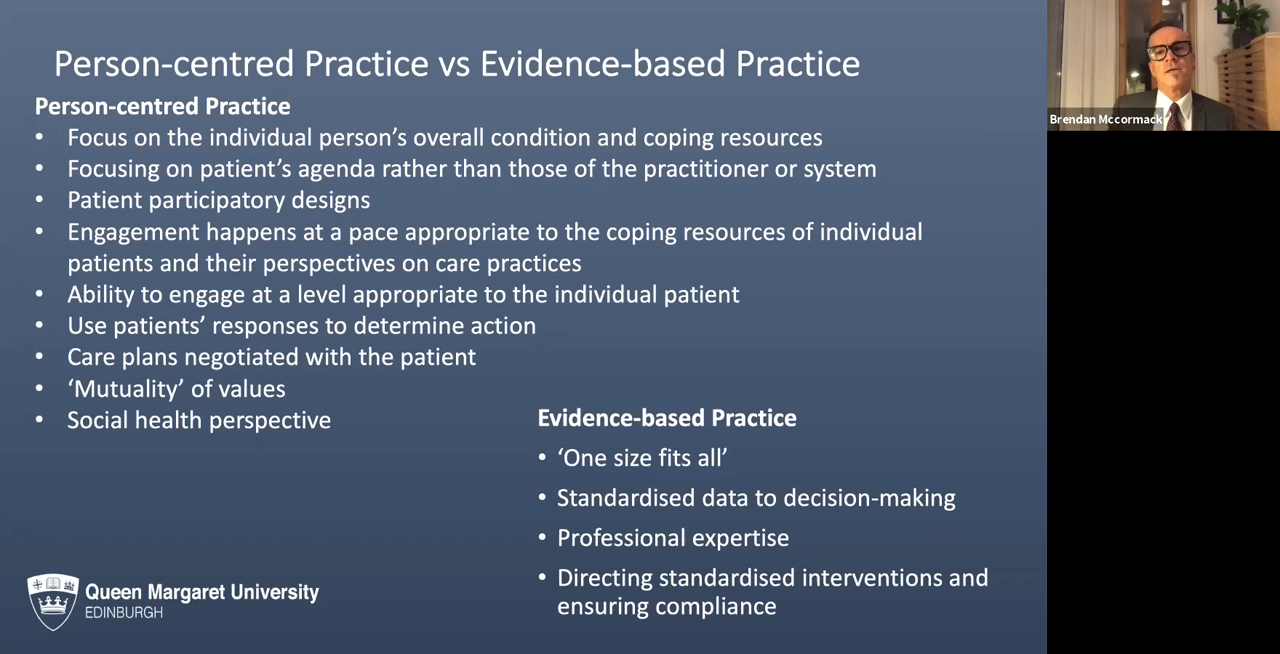 Person-centred Practice vs Evidence-based Practice
Person-centred Practice
• Focus on the individual person's overall condition and coping resources
• Focusing on patient's agenda rather than those of the practitioner or system
• Patient participatory designs
• Engagement happens at a pace appropriate to the coping resources of individual
patients and their perspectives on care practices
• Ability to engage at a level appropriate to the individual patient
• Use patients' responses to determine action
• Care plans negotiated with the patient
• 'Mutuality' of values
• Social health perspective
Evidence-based Practice
• 'One size fits all'
• Standardised data to decision-making
• Professional expertise
• Directing standardised interventions and
ensuring compliance
Queen Margaret University
EDINBURGH
Brendan Mccormack